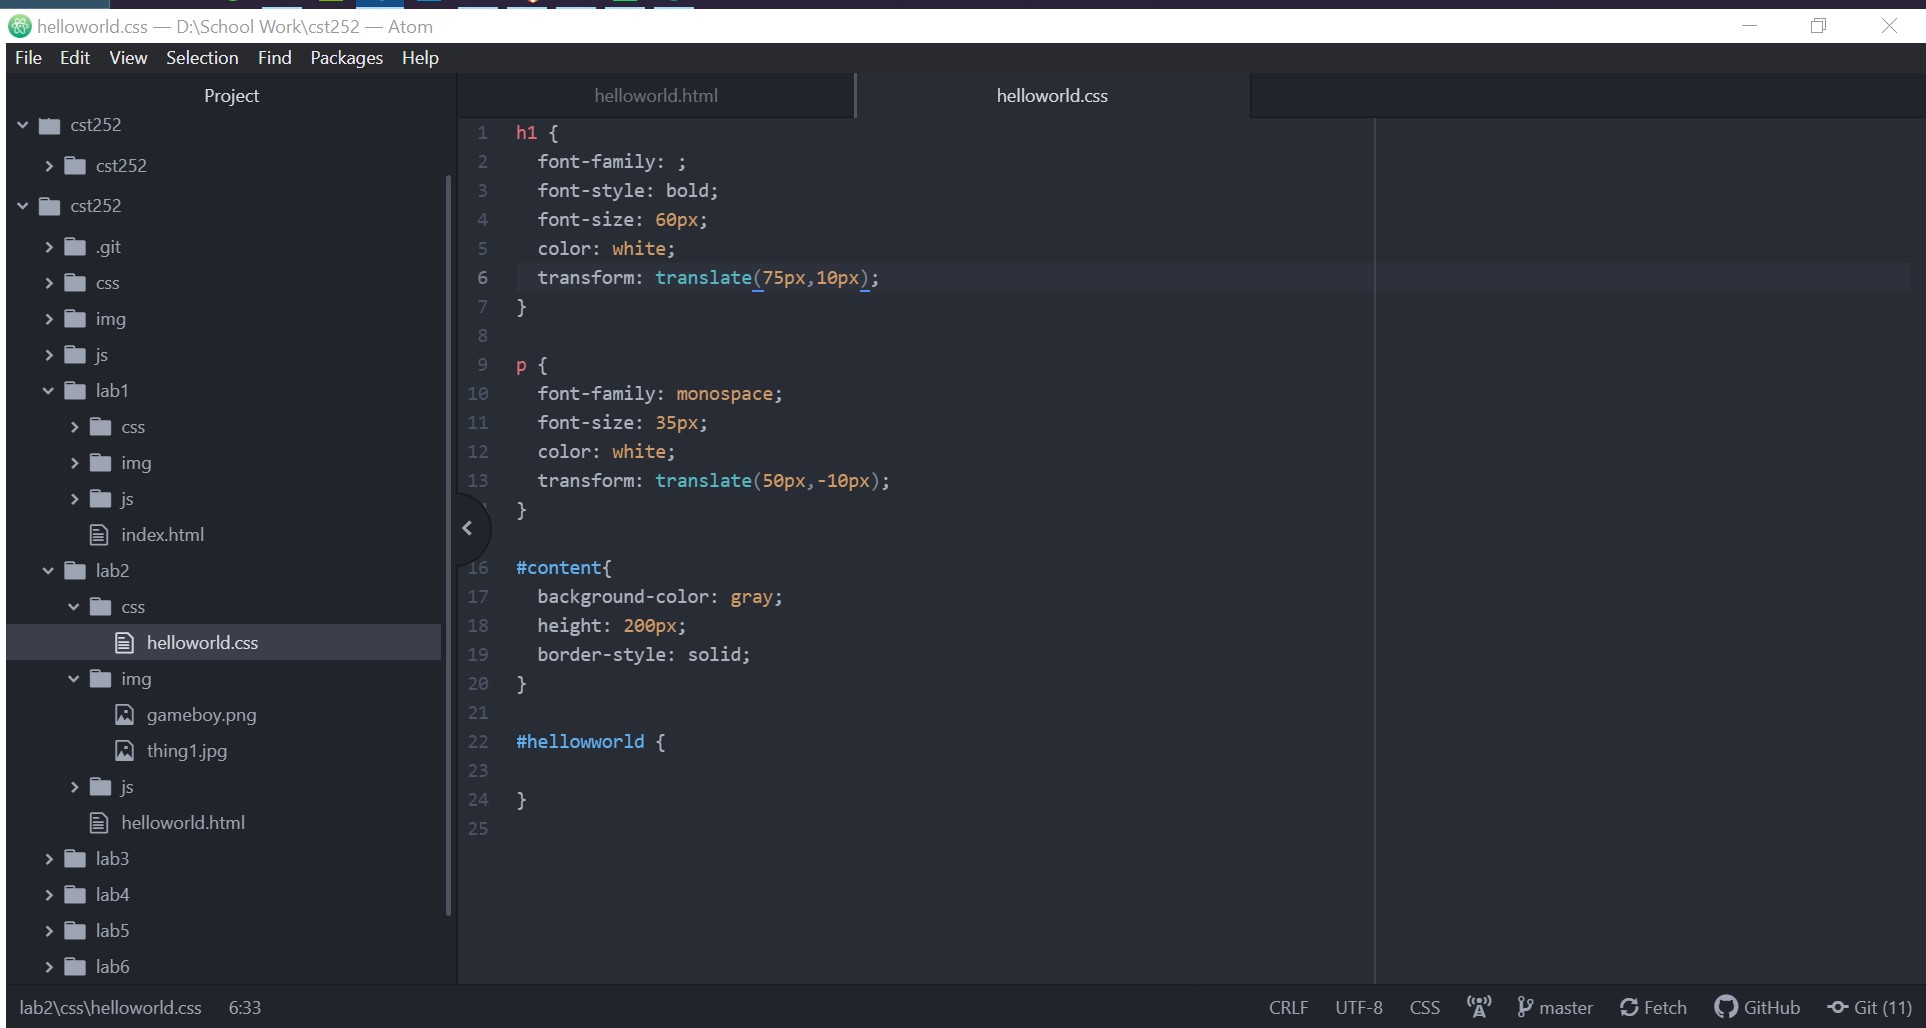 helloworld.css — D:\School Work\cst252 — Atom
File Edit View Selection Find Packages Help
Project
cst252
cst252
cst252
.git
css
img
js
lab1
css
img
js
index.html
lab2
css
helloworld.css
img
gameboy.png
thing1.jpg
js
helloworld.html
lab3
lab4
lab5
lab6
helloworld.html helloworld.css
1 h1 {
2 font-family: ;
3 font-style: bold;
4 font-size: 60px;
5 color: white;
6 transform: translate(75px,10px);
7 }
8
9 p {
10 font-family: monospace;
11 font-size: 35px;
12 color: white;
13 transform: translate(50px,-10px);
}
16 #content{
17 background-color: gray;
18 height: 200px;
19 border-style: solid;
20 }
21
22 #hellowworld {
23
24 }
25
lab2\css\helloworld.css 6:33 CRLF UTF-8 CSS master Fetch GitHub Git (11)